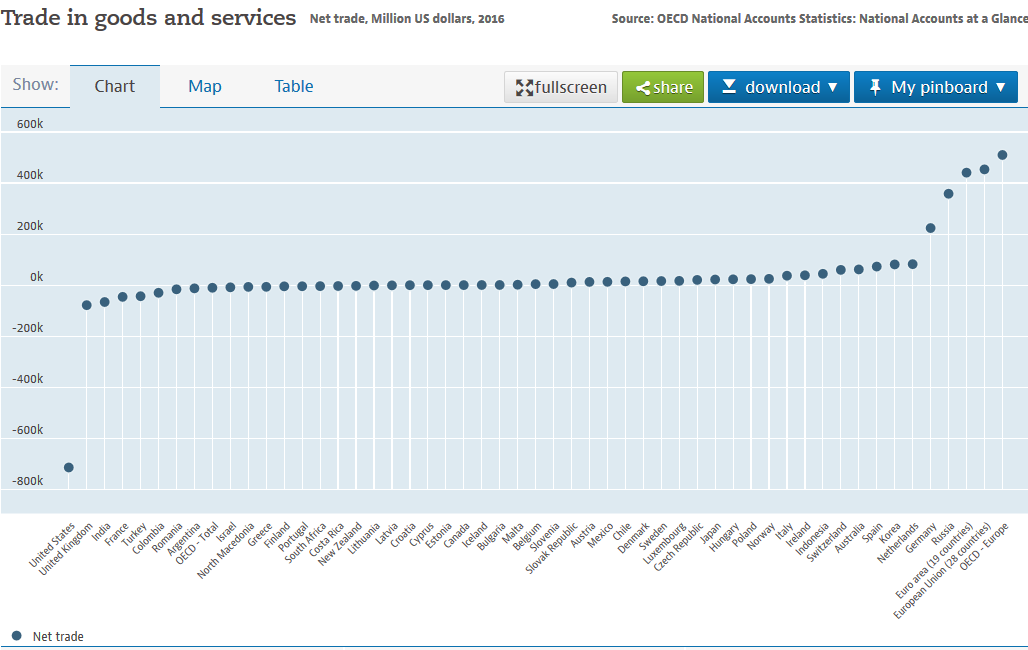 Trade in goods and services Net trade, Million US dollars, 2016 Source: OECD National Accounts Statistics: National Accounts at a Glance
Show: Chart Map Table fullscreen share download ▼ My pinboard ▼
600k
400k
200k
0k
-200k
-400k
-600k
-800k
United States
United Kingdom
India
France
Turkey
Colombia
Romania
Argentina
OECD - Total
Israel
North Macedonia
Greece
Finland
Portugal
South Africa
Costa Rica
New Zealand
Lithuania
Latvia
Croatia
Cyprus
Estonia
Canada
Iceland
Bulgaria
Malta
Belgium
Slovenia
Slovak Republic
Austria
Mexico
Chile
Denmark
Sweden
Luxembourg
Czech Republic
Japan
Hungary
Poland
Norway
Italy
Ireland
Indonesia
Switzerland
Australia
Spain
Korea
Netherlands
Germany
Russia
Euro area (19 countries)
European Union (28 countries)
OECD - Europe
Net trade